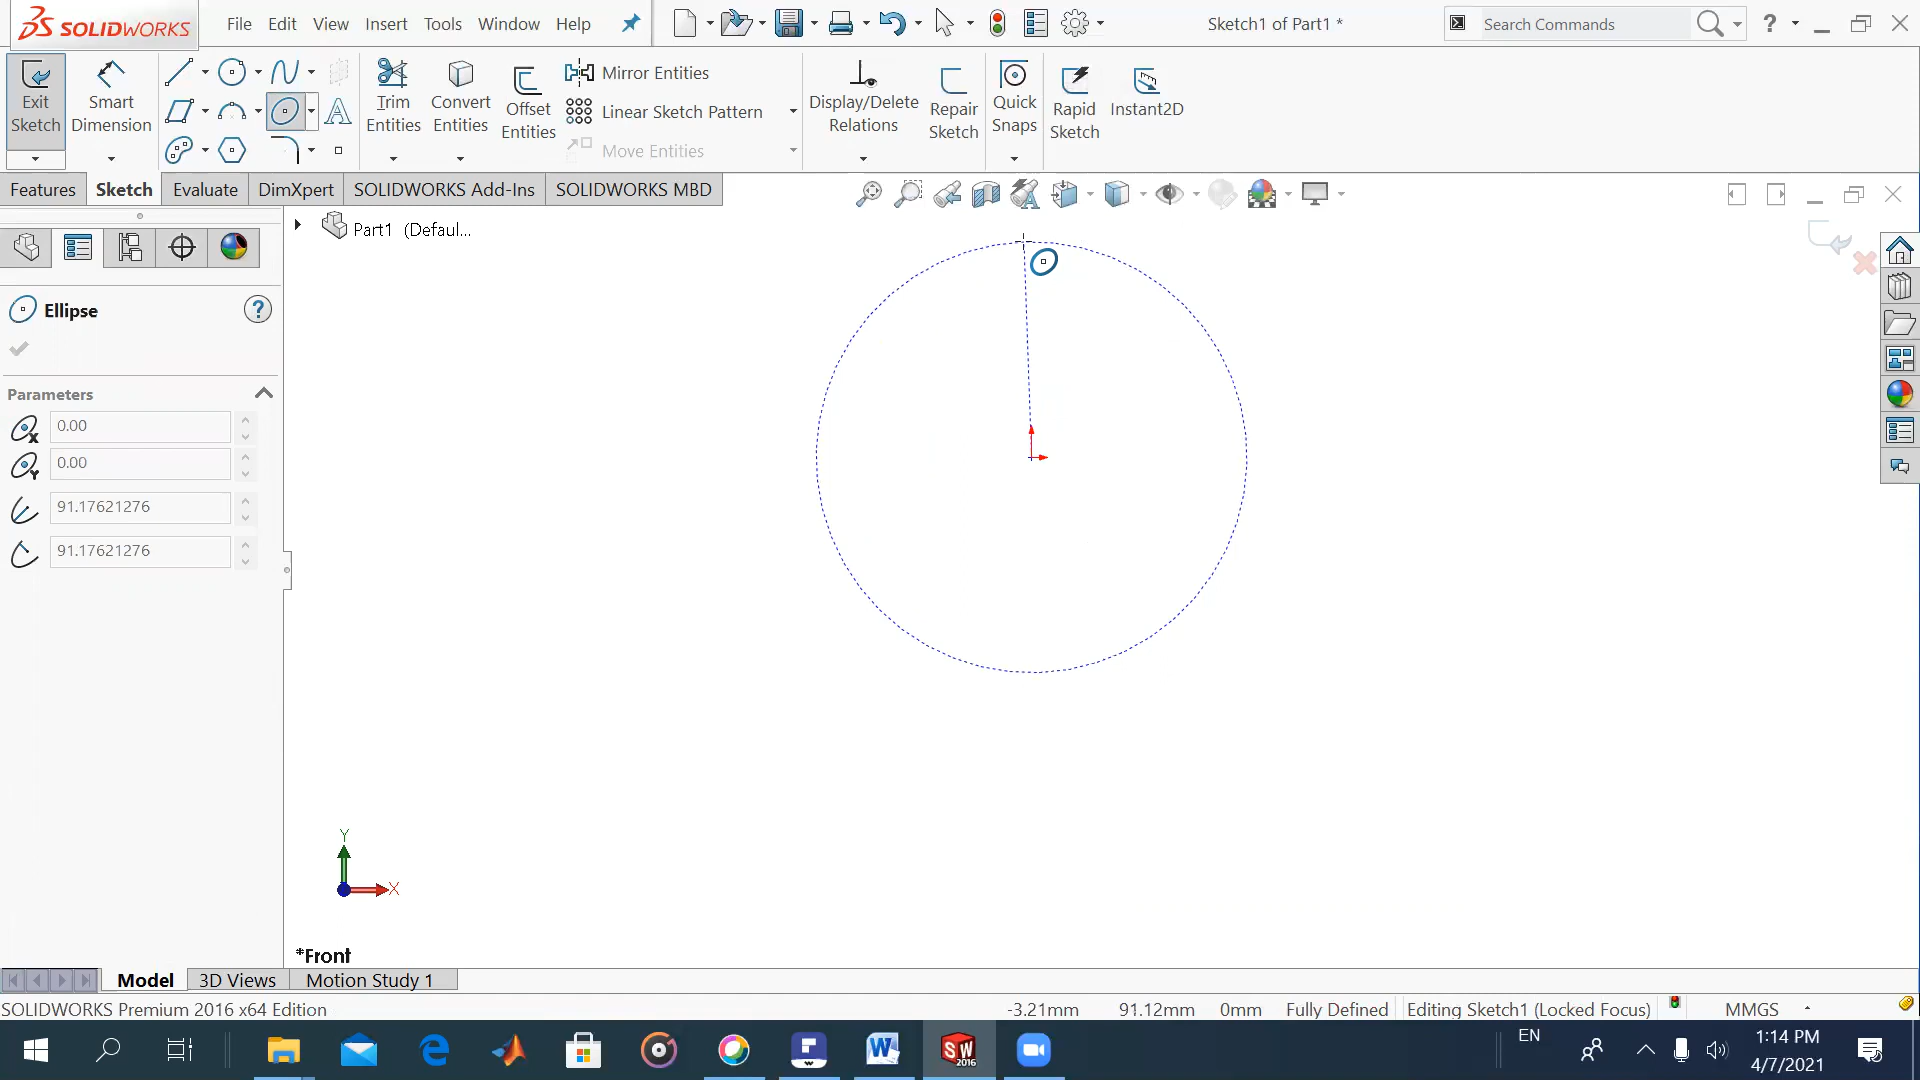 SOLIDWORKS File Edit View Insert Tools Window Help Sketch1 of Part1 * Search Commands ?
Exit Sketch Smart Dimension Trim Entities Convert Entities Offset Entities Mirror Entities Linear Sketch Pattern Move Entities Display/Delete Relations Repair Sketch Quick Snaps Rapid Sketch Instant2D
Features Sketch Evaluate DimXpert SOLIDWORKS Add-Ins SOLIDWORKS MBD
Part1 (Defaul...
Ellipse ?
Parameters
0.00
0.00
91.17621276
91.17621276
Y
X
*Front
Model 3D Views Motion Study 1
SOLIDWORKS Premium 2016 x64 Edition -3.21mm 91.12mm 0mm Fully Defined Editing Sketch1 (Locked Focus) MMGS
SW 2016 EN 1:14 PM
4/7/2021